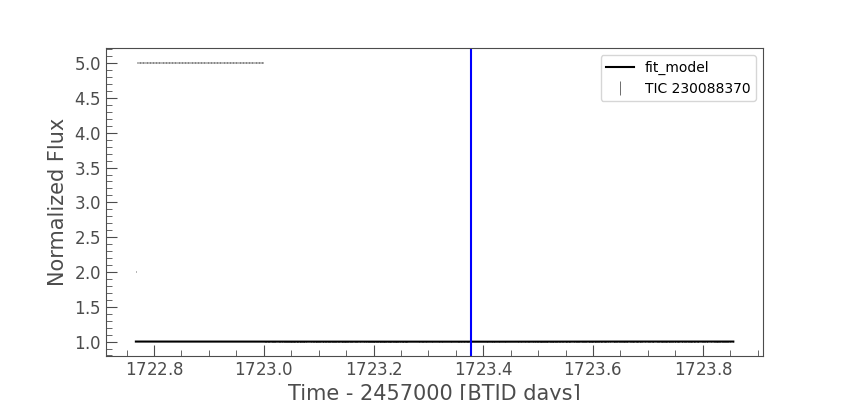 5.0
4.5
4.0
3.5
3.0
2.5
2.0
1.5
1.0
Normalized Flux
fit_model
TIC 230088370
1722.8 1723.0 1723.2 1723.4 1723.6 1723.8
Time - 2457000 [BTJD days]